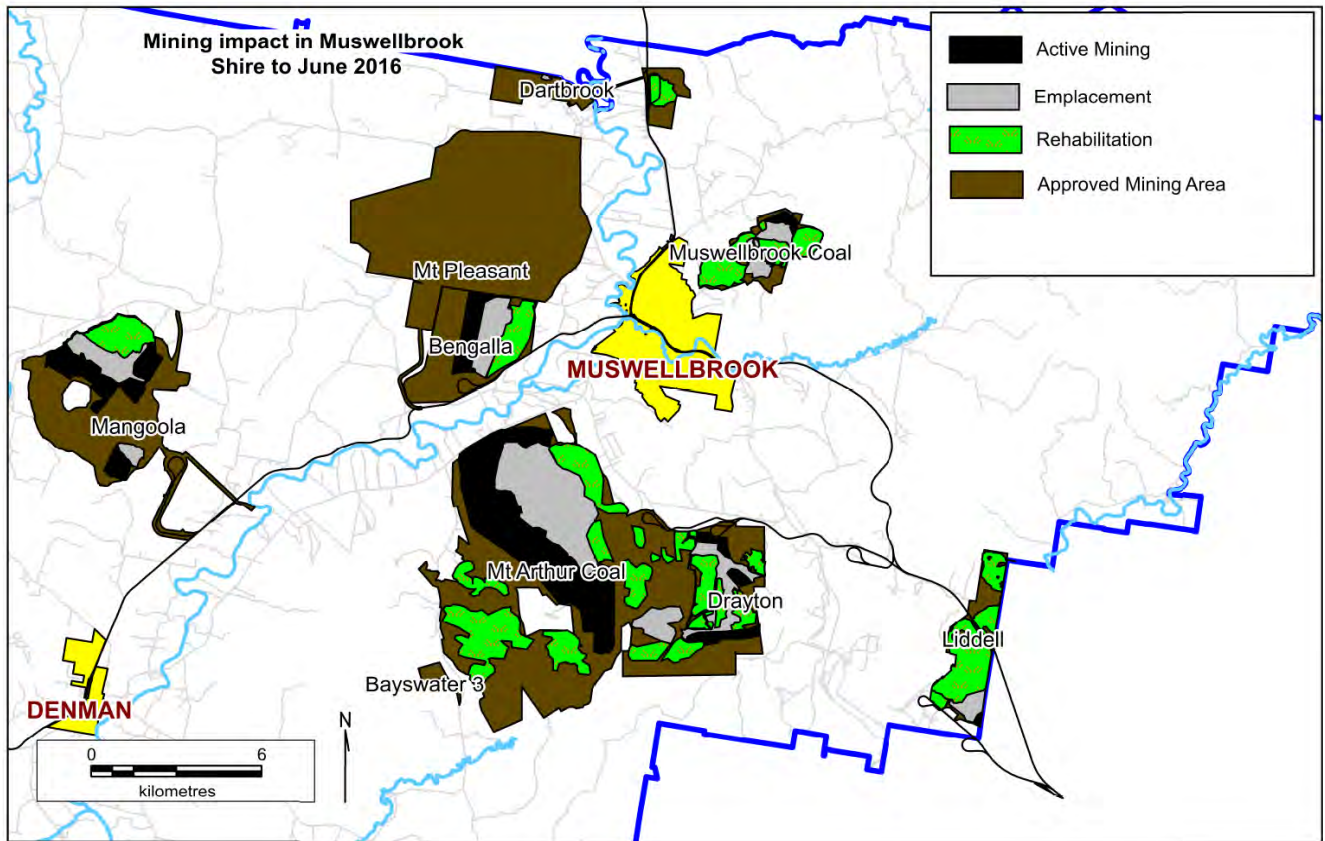 Mining impact in Muswellbrook
Shire to June 2016
Active Mining
Emplacement
Rehabilitation
Approved Mining Area
Dartbrook
Muswellbrook Coal
Mt Pleasant
Bengalla
MUSWELLBROOK
Mangoola
Mt Arthur Coal
Drayton
Liddell
Bayswater 3
DENMAN
N
0 6
kilometres